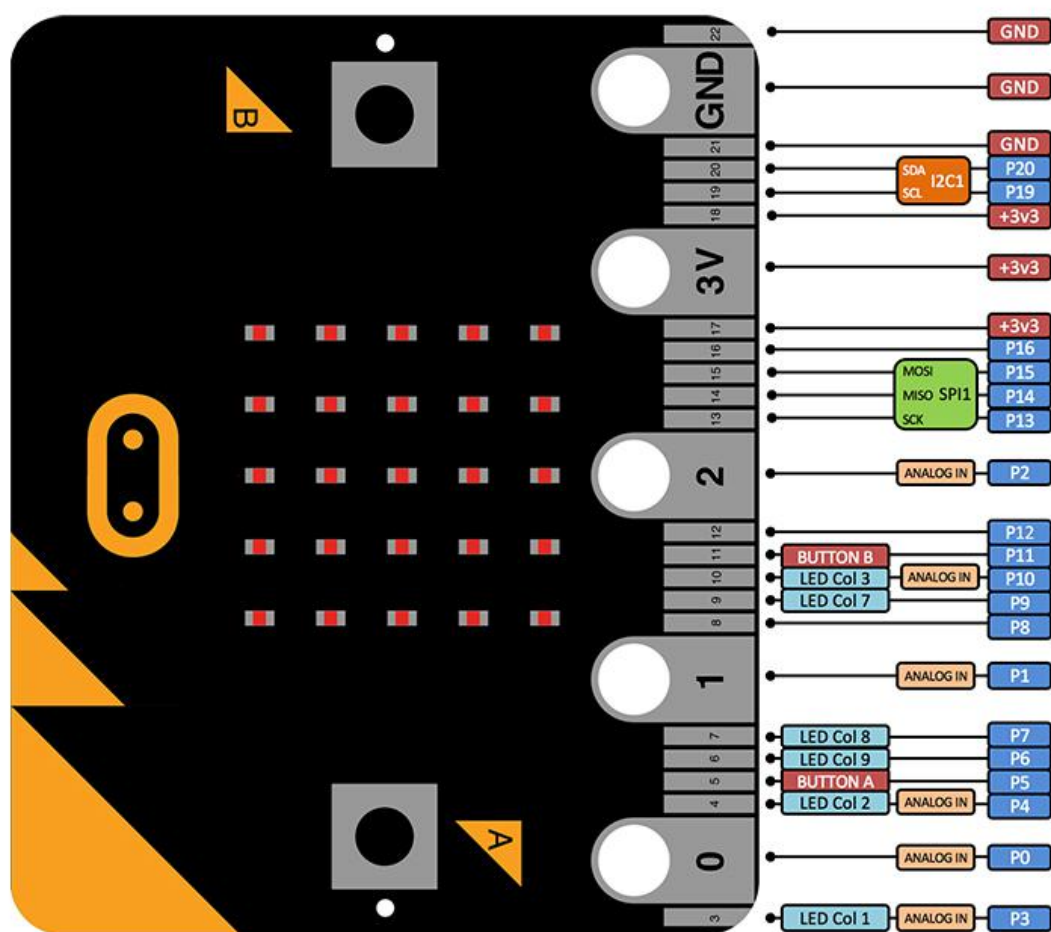 B
22 GND
GND GND
21 GND
20 SDA I2C1 P20
19 SCL P19
18 +3v3
3V +3v3
17 +3v3
16 P16
15 MOSI P15
14 MISO SPI1 P14
13 SCK P13
2 ANALOG IN P2
12 P12
11 BUTTON B P11
10 LED Col 3 ANALOG IN P10
9 LED Col 7 P9
8 P8
1 ANALOG IN P1
7 LED Col 8 P7
6 LED Col 9 P6
5 BUTTON A P5
4 LED Col 2 ANALOG IN P4
A
0 ANALOG IN P0
3 LED Col 1 ANALOG IN P3